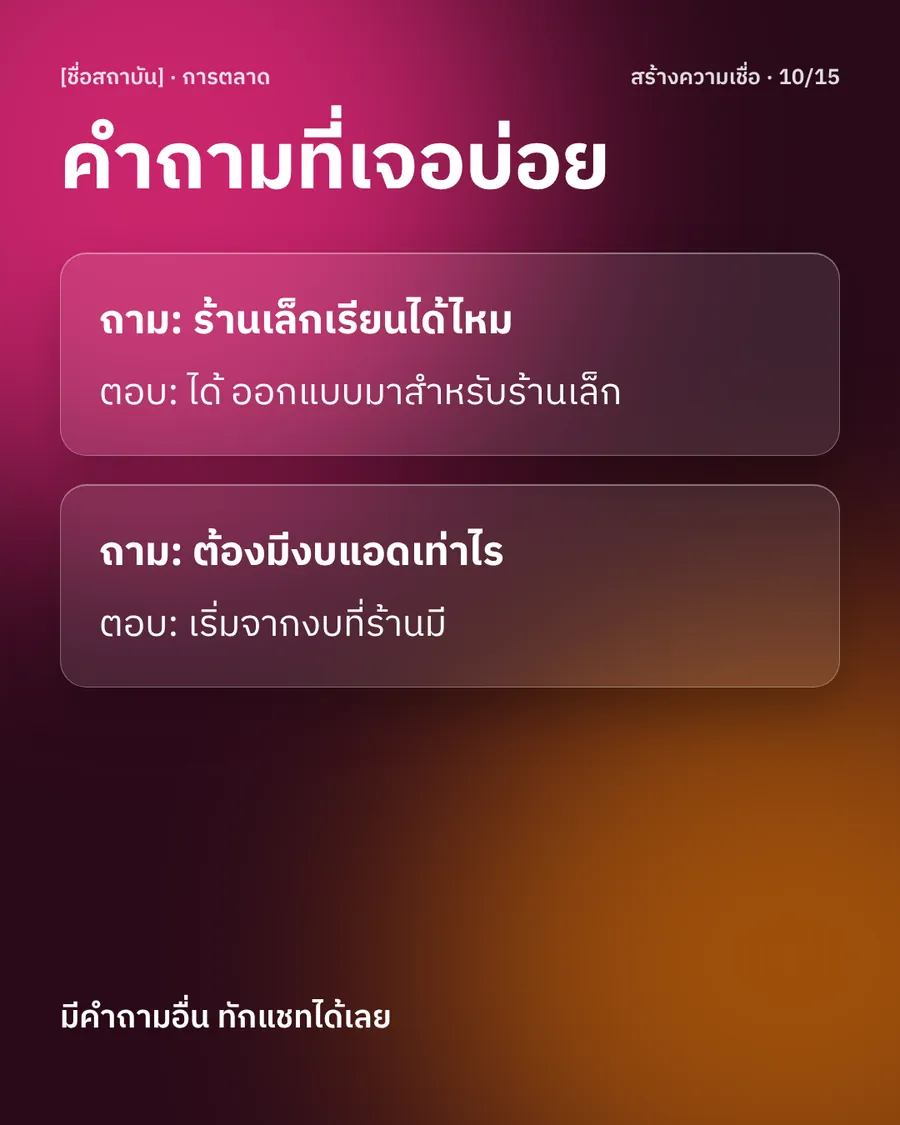 [ชื่อสถาบัน] · การตลาด
สร้างความเชื่อ · 10/15
คำถามที่เจอบ่อย
ถาม: ร้านเล็กเรียนได้ไหม
ตอบ: ได้ ออกแบบมาสำหรับร้านเล็ก
ถาม: ต้องมีงบแอดเท่าไร
ตอบ: เริ่มจากงบที่ร้านมี
มีคำถามอื่น ทักแชทได้เลย